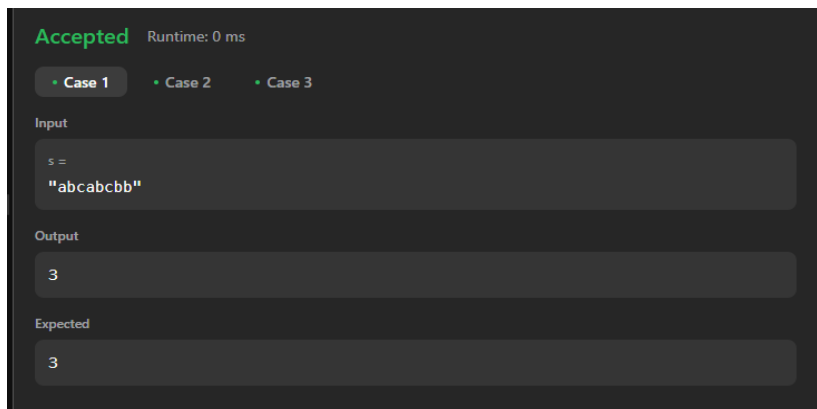 Accepted Runtime: 0 ms
• Case 1 • Case 2 • Case 3
Input
s =
"abcabcbb"
Output
3
Expected
3